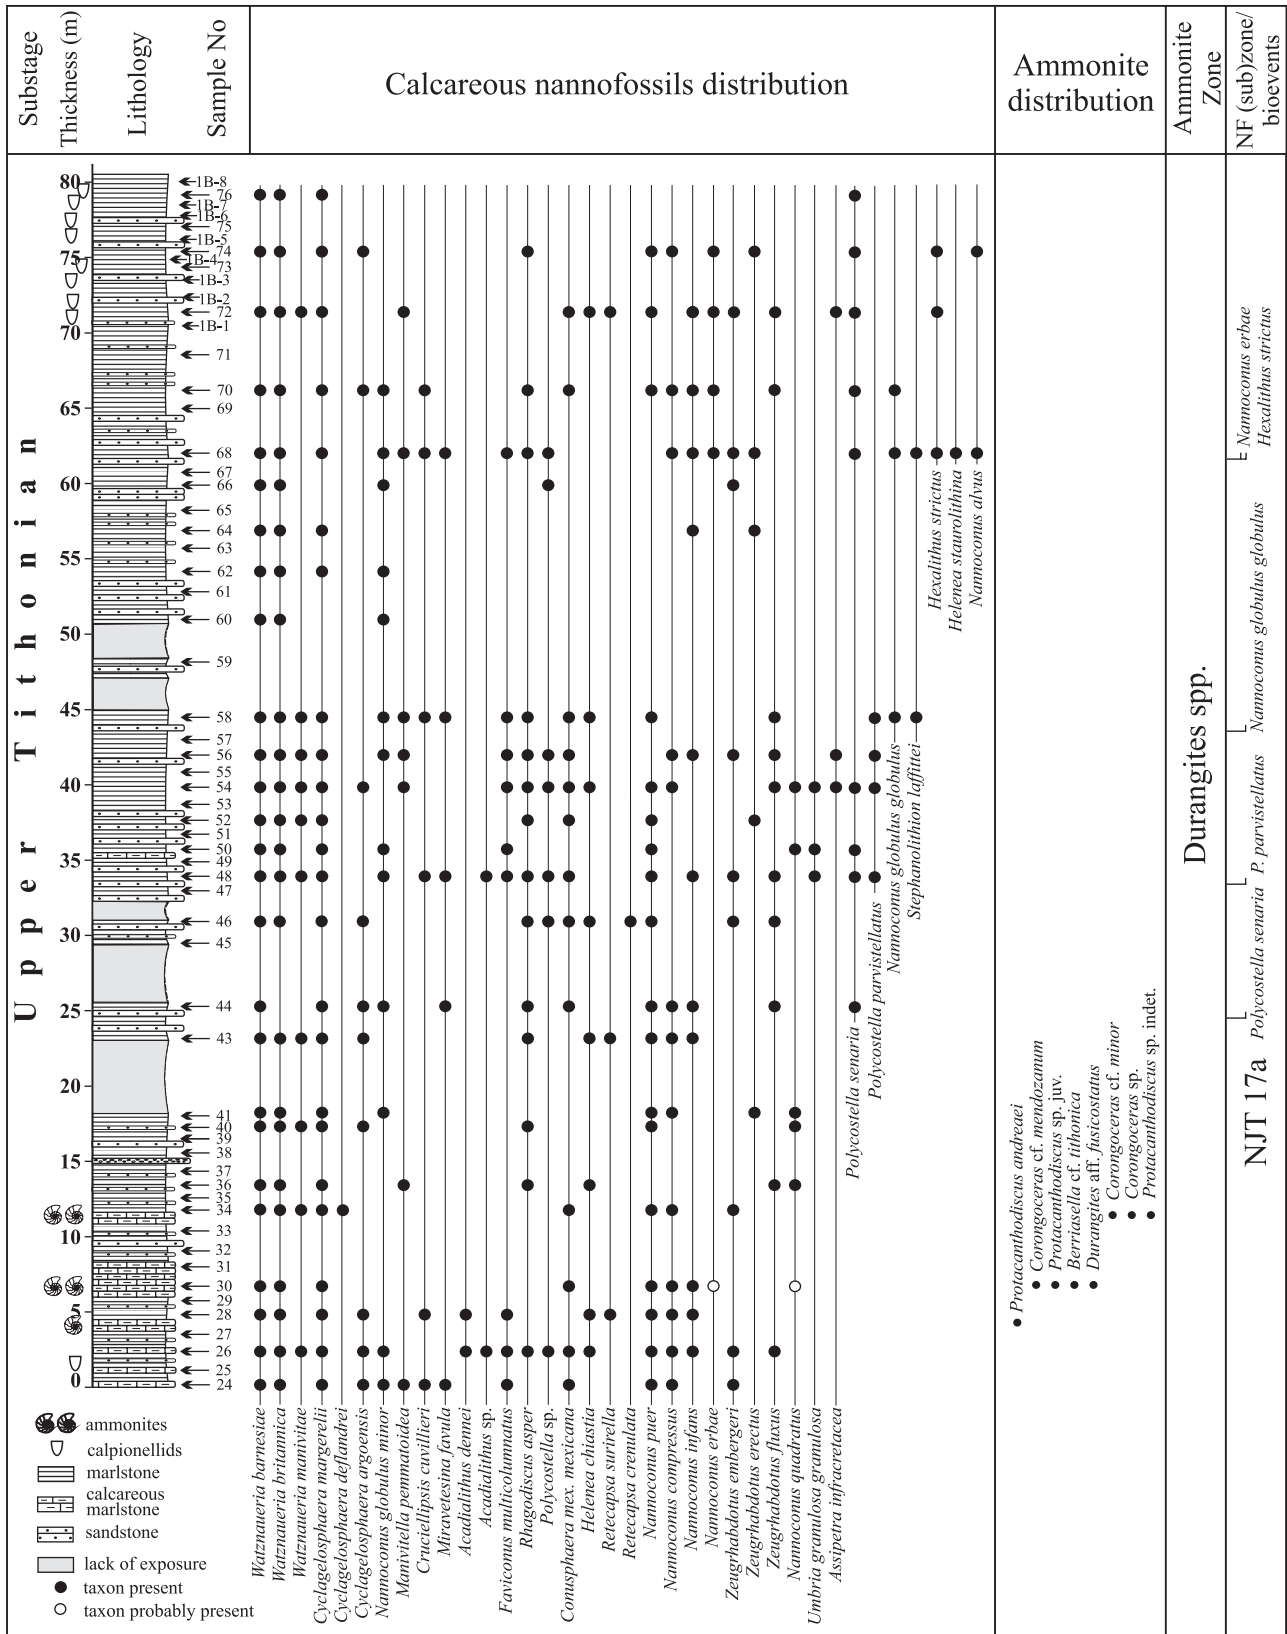 Substage
Thickness (m)
Lithology
Sample No
Calcareous nannofossils distribution
Ammonite
distribution
Ammonite
Zone
NF (sub)zone/
bioevents
Upper Tithonian
80
75
70
65
60
55
50
45
40
35
30
25
20
15
10
5
0
1B-8
76
1B-7
1B-6
75
1B-5
74
1B-4
73
1B-3
1B-2
72
1B-1
71
70
69
68
67
66
65
64
63
62
61
60
59
58
57
56
55
54
53
52
51
50
49
48
47
46
45
44
43
41
40
39
38
37
36
35
34
33
32
31
30
29
28
27
26
25
24
Watznaueria barnesiae
Watznaueria britannica
Watznaueria manivitae
Cyclagelosphaera margerelii
Cyclagelosphaera deflandrei
Cyclagelosphaera argoensis
Nannoconus globulus minor
Manivitella pemmatoidea
Cruciellipsis cuvillieri
Miravetesina favula
Acadialithus dennei
Acadialithus sp.
Faviconus multicolumnatus
Rhagodiscus asper
Polycostella sp.
Conusphaera mex. mexicana
Helenea chiastia
Retecapsa surirella
Retecapsa crenulata
Nannoconus puer
Nannoconus compressus
Nannoconus infans
Nannoconus erbae
Zeugrhabdotus embergeri
Zeugrhabdotus erectus
Zeugrhabdotus fluxus
Nannoconus quadratus
Umbria granulosa granulosa
Assipetra infracretacea
Polycostella senaria
Polycostella parvistellatus
Nannoconus globulus globulus
Stephanolithion laffittei
Hexalithus strictus
Helenea staurolithina
Nannoconus alvus
Protacanthodiscus andreaei
Corongoceras cf. mendozanum
Protacanthodiscus sp. juv.
Berriasella cf. tithonica
Durangites aff. fusicostatus
Corongoceras cf. minor
Corongoceras sp.
Protacanthodiscus sp. indet.
Durangites spp.
NJT 17a
Polycostella senaria
P. parvistellatus
Nannoconus globulus globulus
Nannoconus erbae
Hexalithus strictus
ammonites
calpionellids
marlstone
calcareous
marlstone
sandstone
lack of exposure
taxon present
taxon probably present